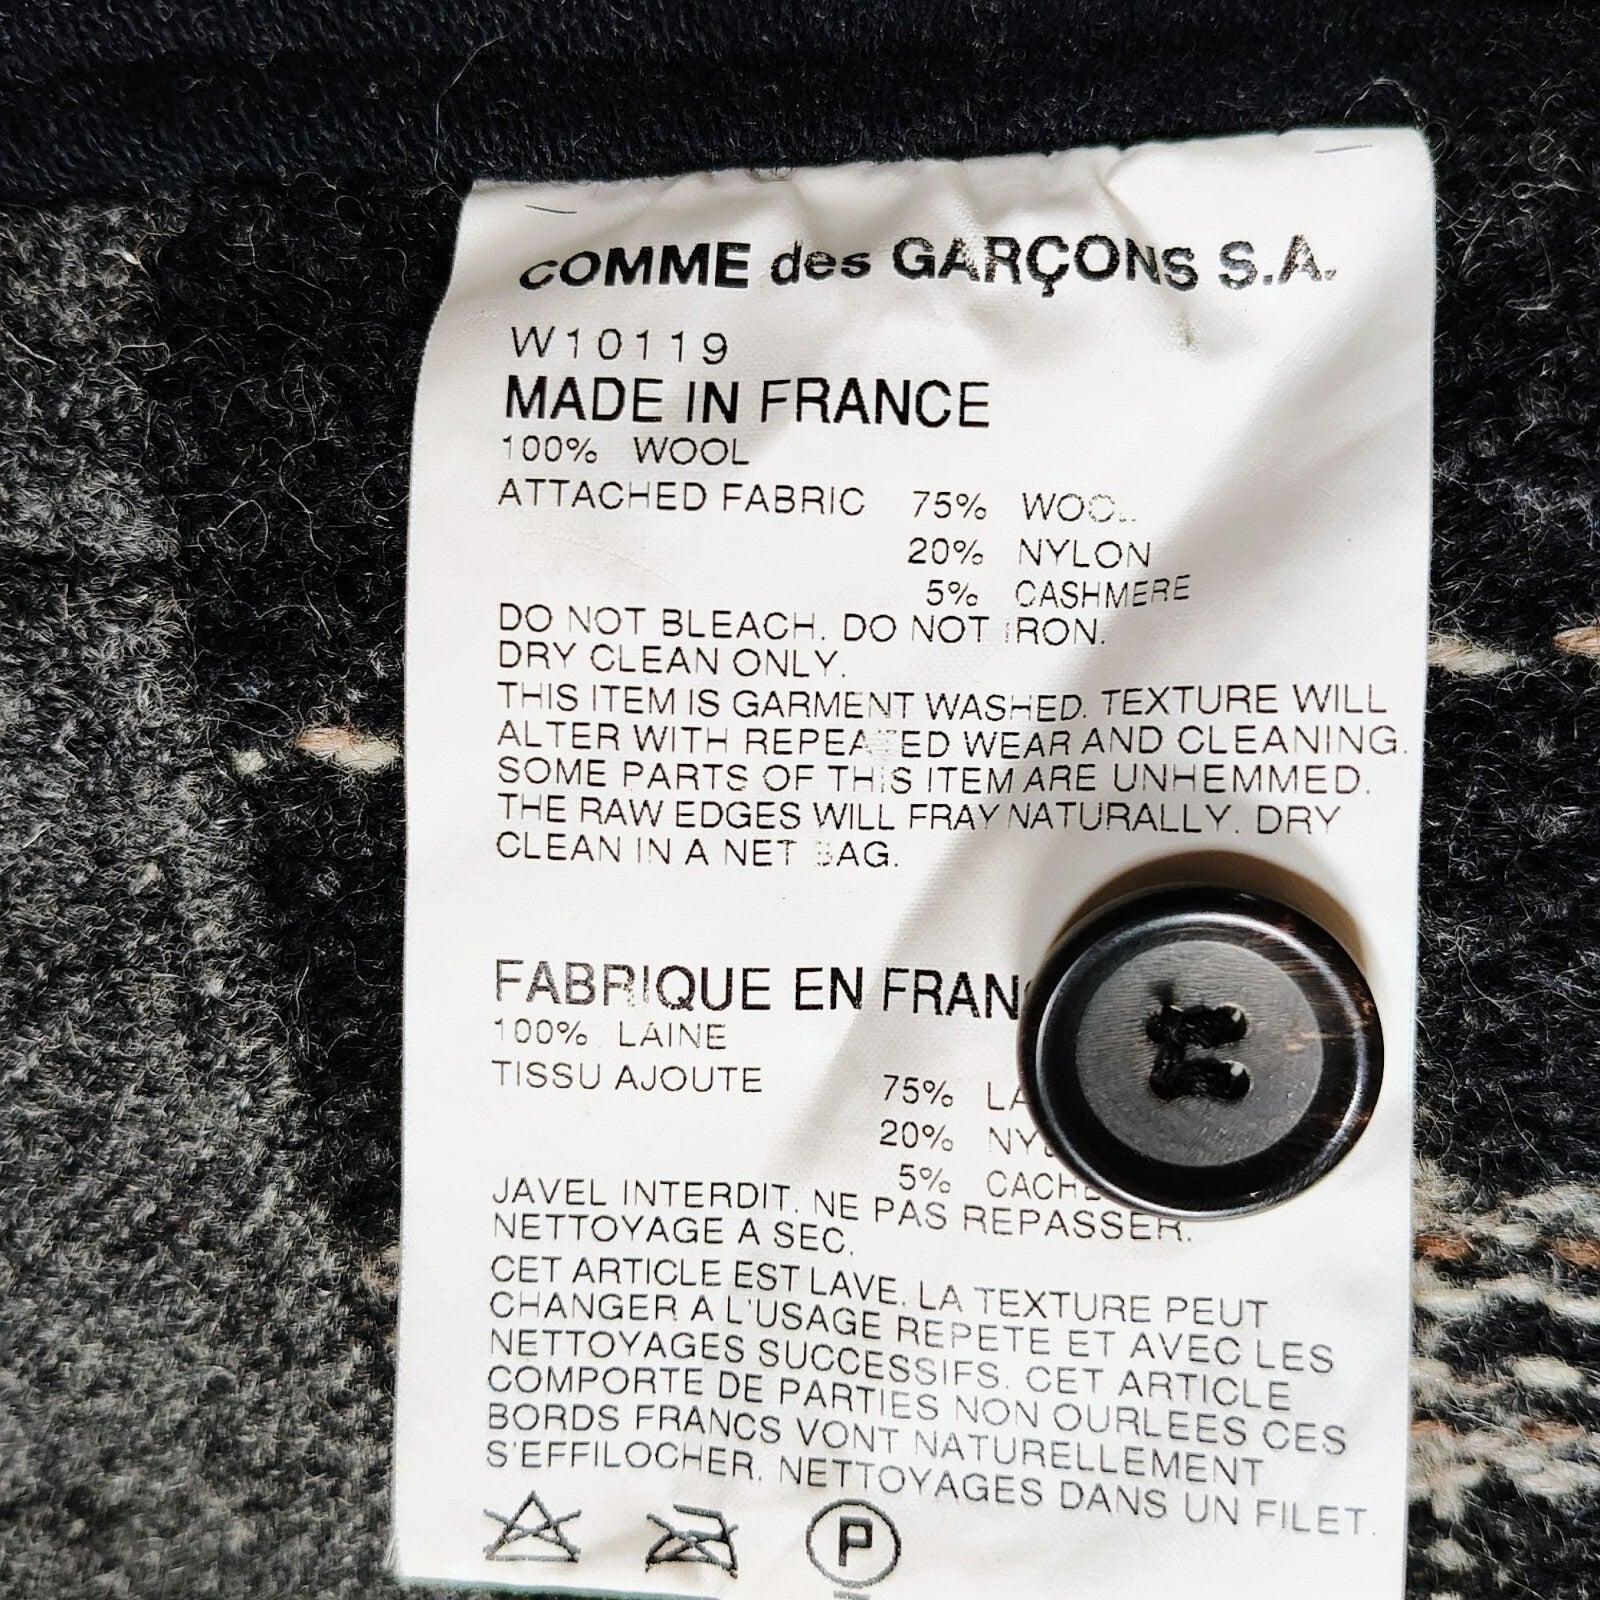 COMME des GARÇONS S.A.
W10119
MADE IN FRANCE
100% WOOL
ATTACHED FABRIC 75% WOOL
20% NYLON
5% CASHMERE
DO NOT BLEACH. DO NOT IRON.
DRY CLEAN ONLY.
THIS ITEM IS GARMENT WASHED. TEXTURE WILL
ALTER WITH REPEATED WEAR AND CLEANING.
SOME PARTS OF THIS ITEM ARE UNHEMMED.
THE RAW EDGES WILL FRAY NATURALLY. DRY
CLEAN IN A NET BAG.
FABRIQUE EN
100% LAINE
TISSU AJOUTE 75%
20%
5%
JAVEL INTERDIT. NE PAS REPASSER.
NETTOYAGE A SEC.
CET ARTICLE EST LAVE. LA TEXTURE PEUT
CHANGER A L'USAGE REPETE ET AVEC LES
NETTOYAGES SUCCESSIFS. CET ARTICLE
COMPORTE DE PARTIES NON OURLEES CES
BORDS FRANCS VONT NATURELLEMENT
S'EFFILOCHER. NETTOYAGES DANS UN FILET.
P